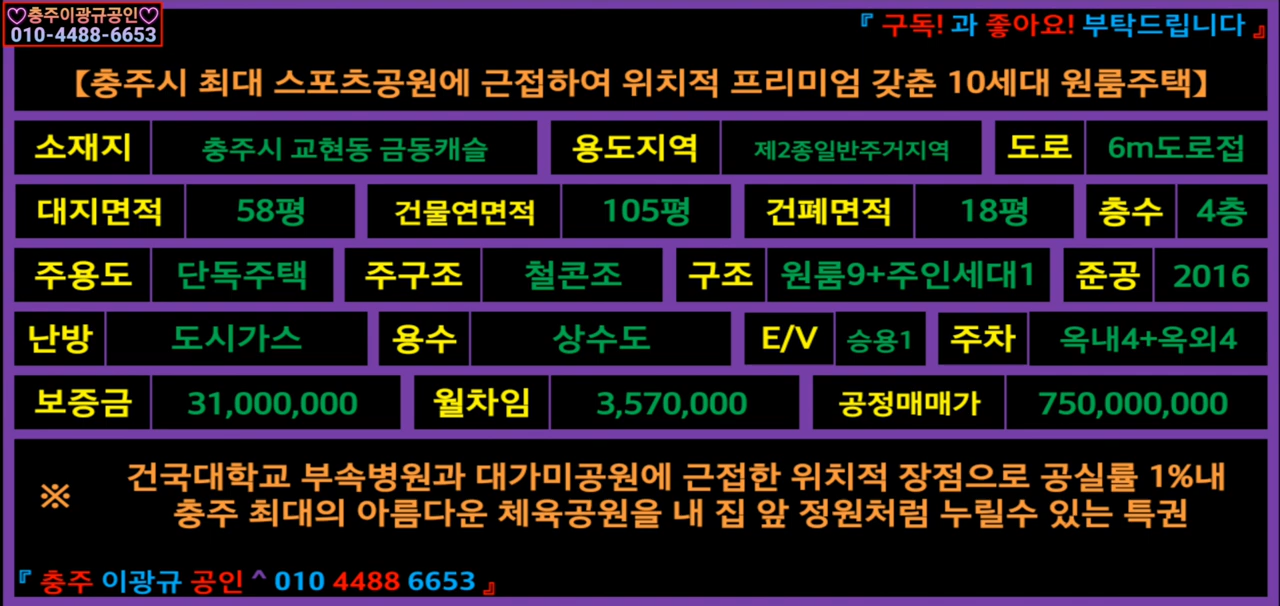 ♡충주이광규공인♡
010-4488-6653
『 구독! 과 좋아요! 부탁드립니다 』
【충주시 최대 스포츠공원에 근접하여 위치적 프리미엄 갖춘 10세대 원룸주택】
소재지 충주시 교현동 금동캐슬 용도지역 제2종일반주거지역 도로 6m도로접
대지면적 58평 건물연면적 105평 건폐면적 18평 층수 4층
주용도 단독주택 주구조 철콘조 구조 원룸9+주인세대1 준공 2016
난방 도시가스 용수 상수도 E/V 승용1 주차 옥내4+옥외4
보증금 31,000,000 월차임 3,570,000 공정매매가 750,000,000
※ 건국대학교 부속병원과 대가미공원에 근접한 위치적 장점으로 공실률 1%내
충주 최대의 아름다운 체육공원을 내 집 앞 정원처럼 누릴수 있는 특권
『 충주 이광규 공인 ^ 010 4488 6653 』